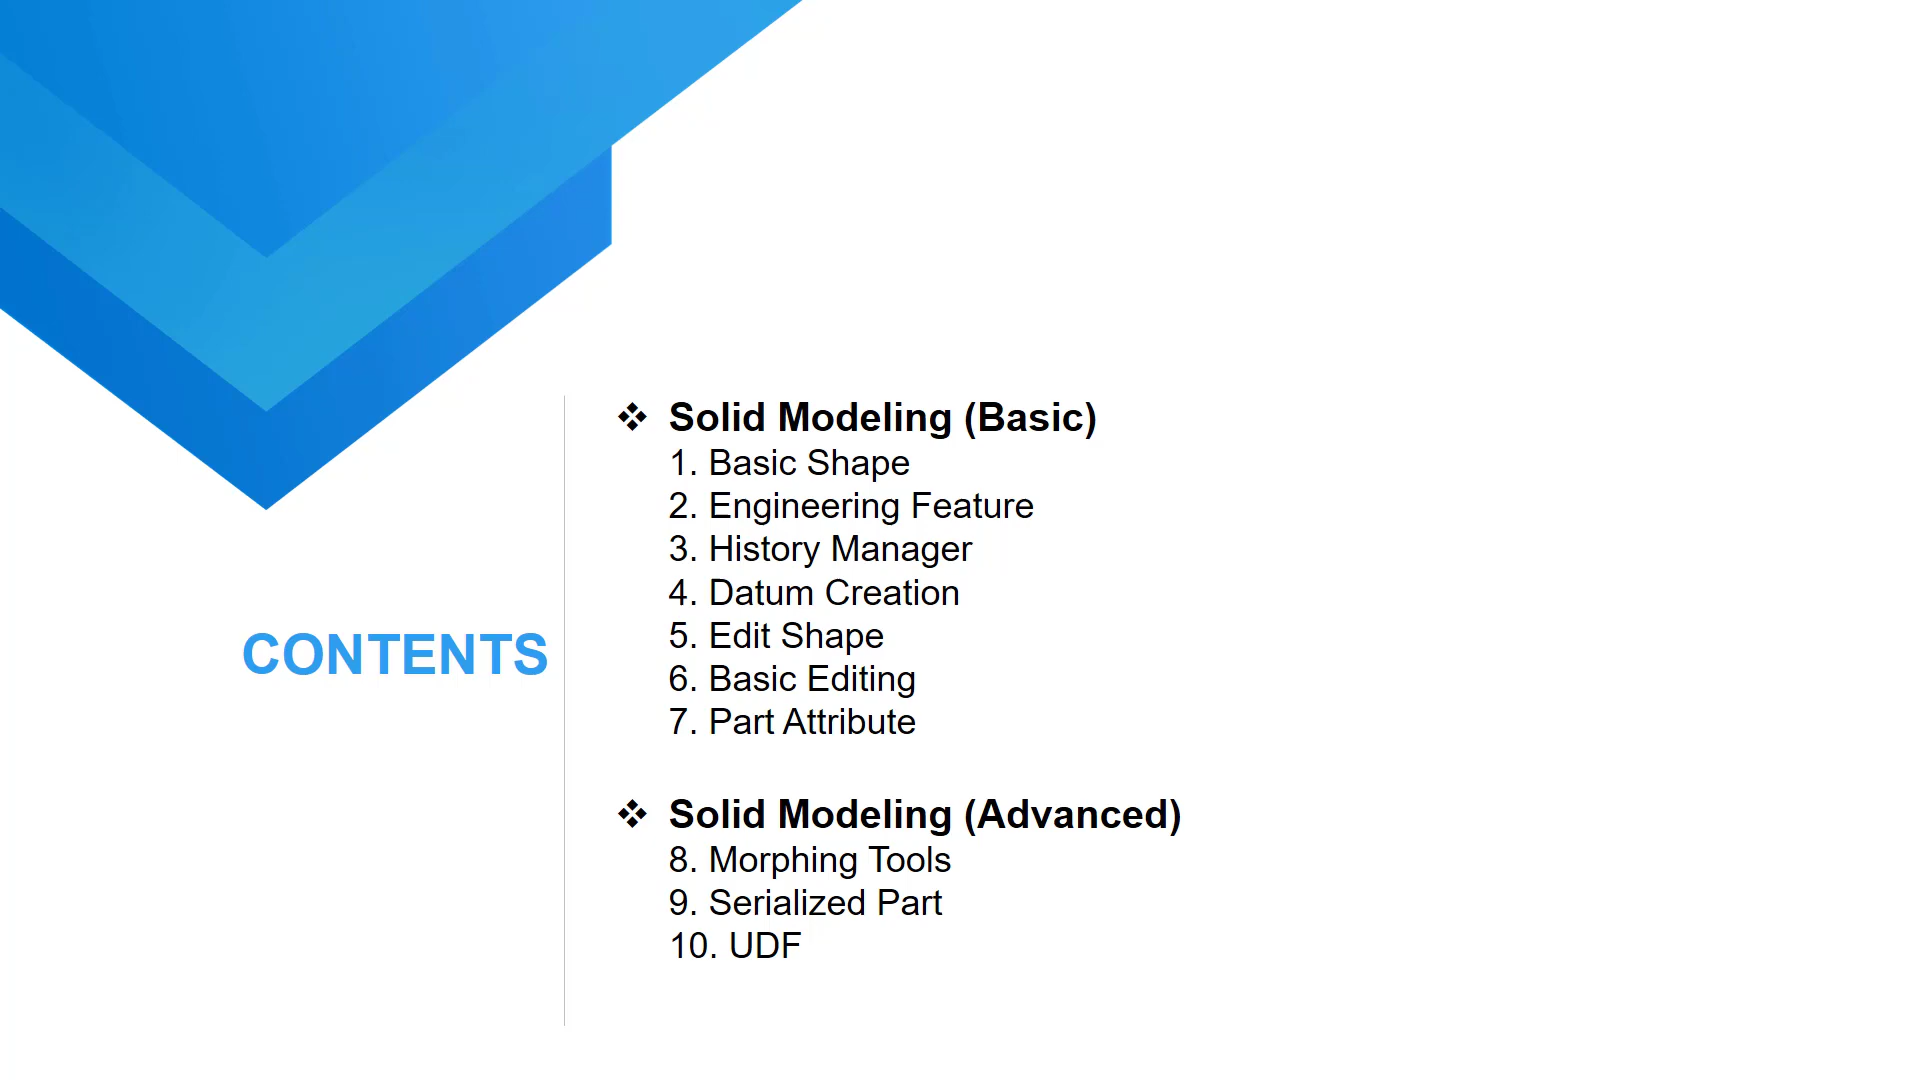 CONTENTS
❖ Solid Modeling (Basic)
1. Basic Shape
2. Engineering Feature
3. History Manager
4. Datum Creation
5. Edit Shape
6. Basic Editing
7. Part Attribute
❖ Solid Modeling (Advanced)
8. Morphing Tools
9. Serialized Part
10. UDF